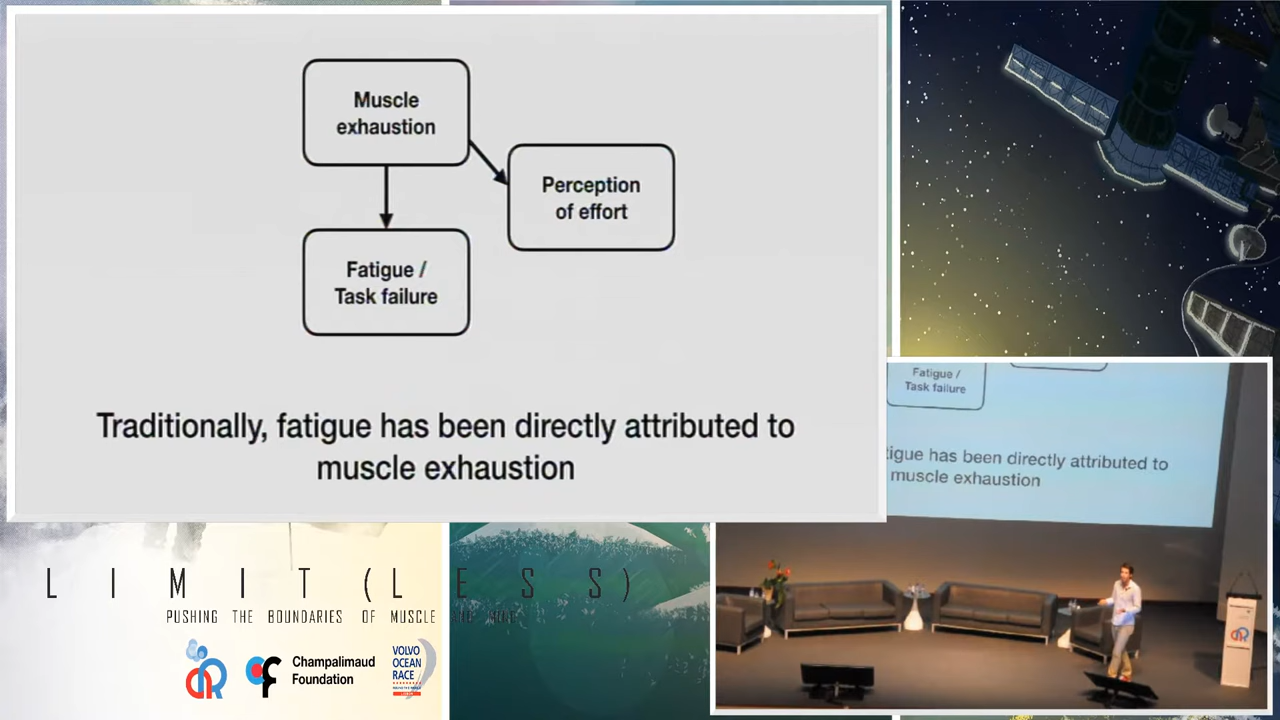 Muscle
exhaustion
Perception
of effort
Fatigue /
Task failure
Traditionally, fatigue has been directly attributed to
muscle exhaustion
Fatigue /
Task failure
tigue has been directly attributed to
muscle exhaustion
L I M I T ( L E S S )
PUSHING THE BOUNDARIES OF MUSCLE
Champalimaud
Foundation
VOLVO
OCEAN
RACE